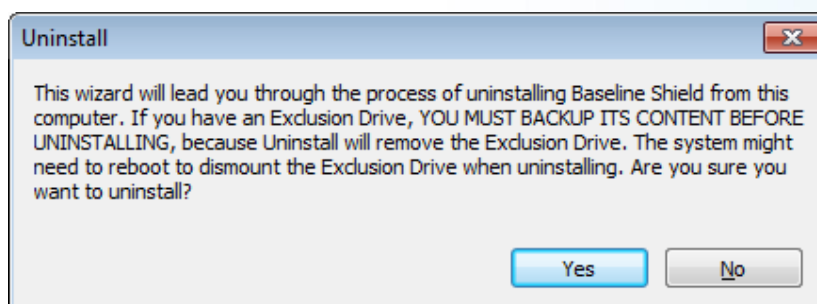 Uninstall
This wizard will lead you through the process of uninstalling Baseline Shield from this
computer. If you have an Exclusion Drive, YOU MUST BACKUP ITS CONTENT BEFORE
UNINSTALLING, because Uninstall will remove the Exclusion Drive. The system might
need to reboot to dismount the Exclusion Drive when uninstalling. Are you sure you
want to uninstall?
Yes No